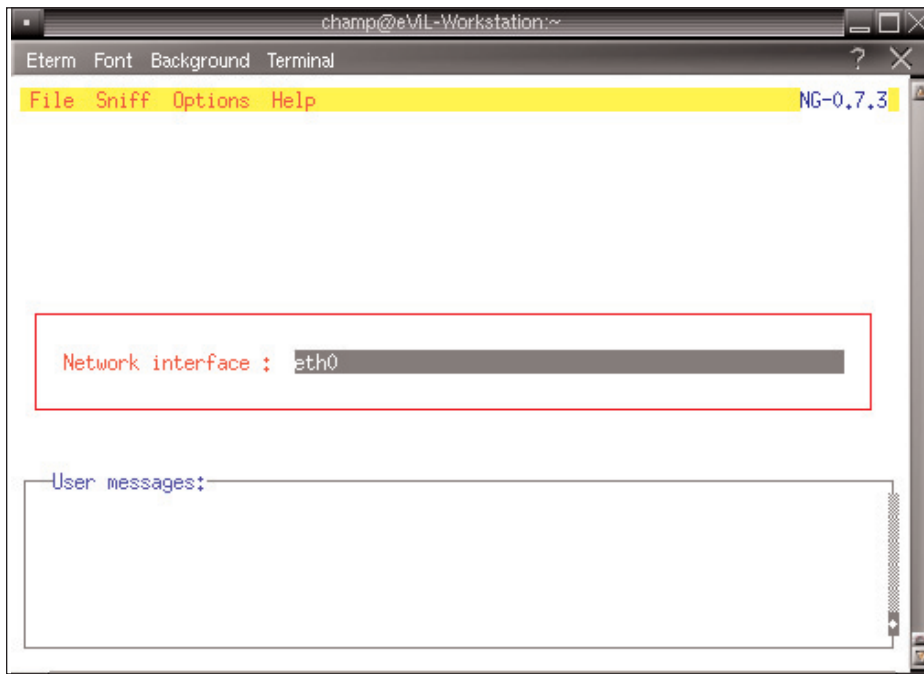 champ@eViL-Workstation:~
Eterm Font Background Terminal ?
File Sniff Options Help NG-0.7.3
Network interface : eth0
User messages: